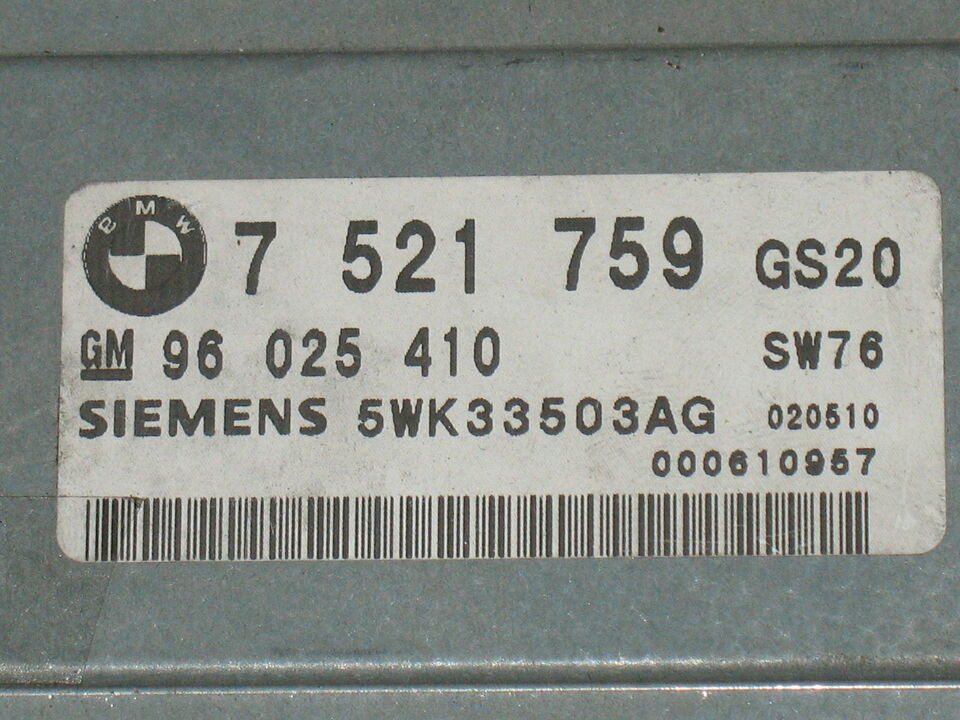 BMW 7 521 759 GS20
GM 96 025 410 SW76
SIEMENS 5WK33503AG 020510
000610957